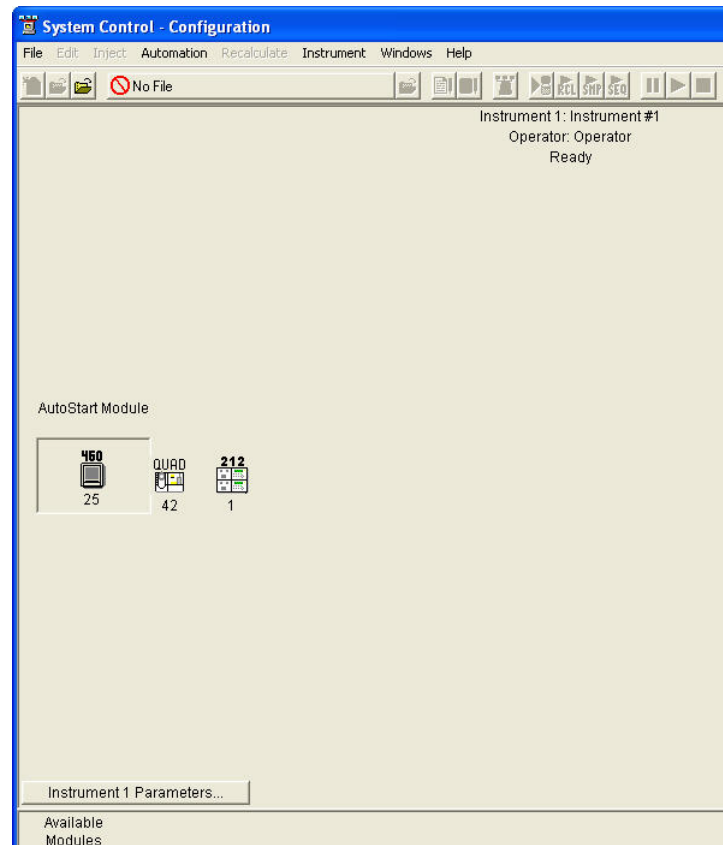 System Control - Configuration
File Edit Inject Automation Recalculate Instrument Windows Help
No File RCL SMP SEQ
Instrument 1: Instrument #1
Operator: Operator
Ready
AutoStart Module
460 QUAD 212
25 42 1
Instrument 1 Parameters...
Available
Modules